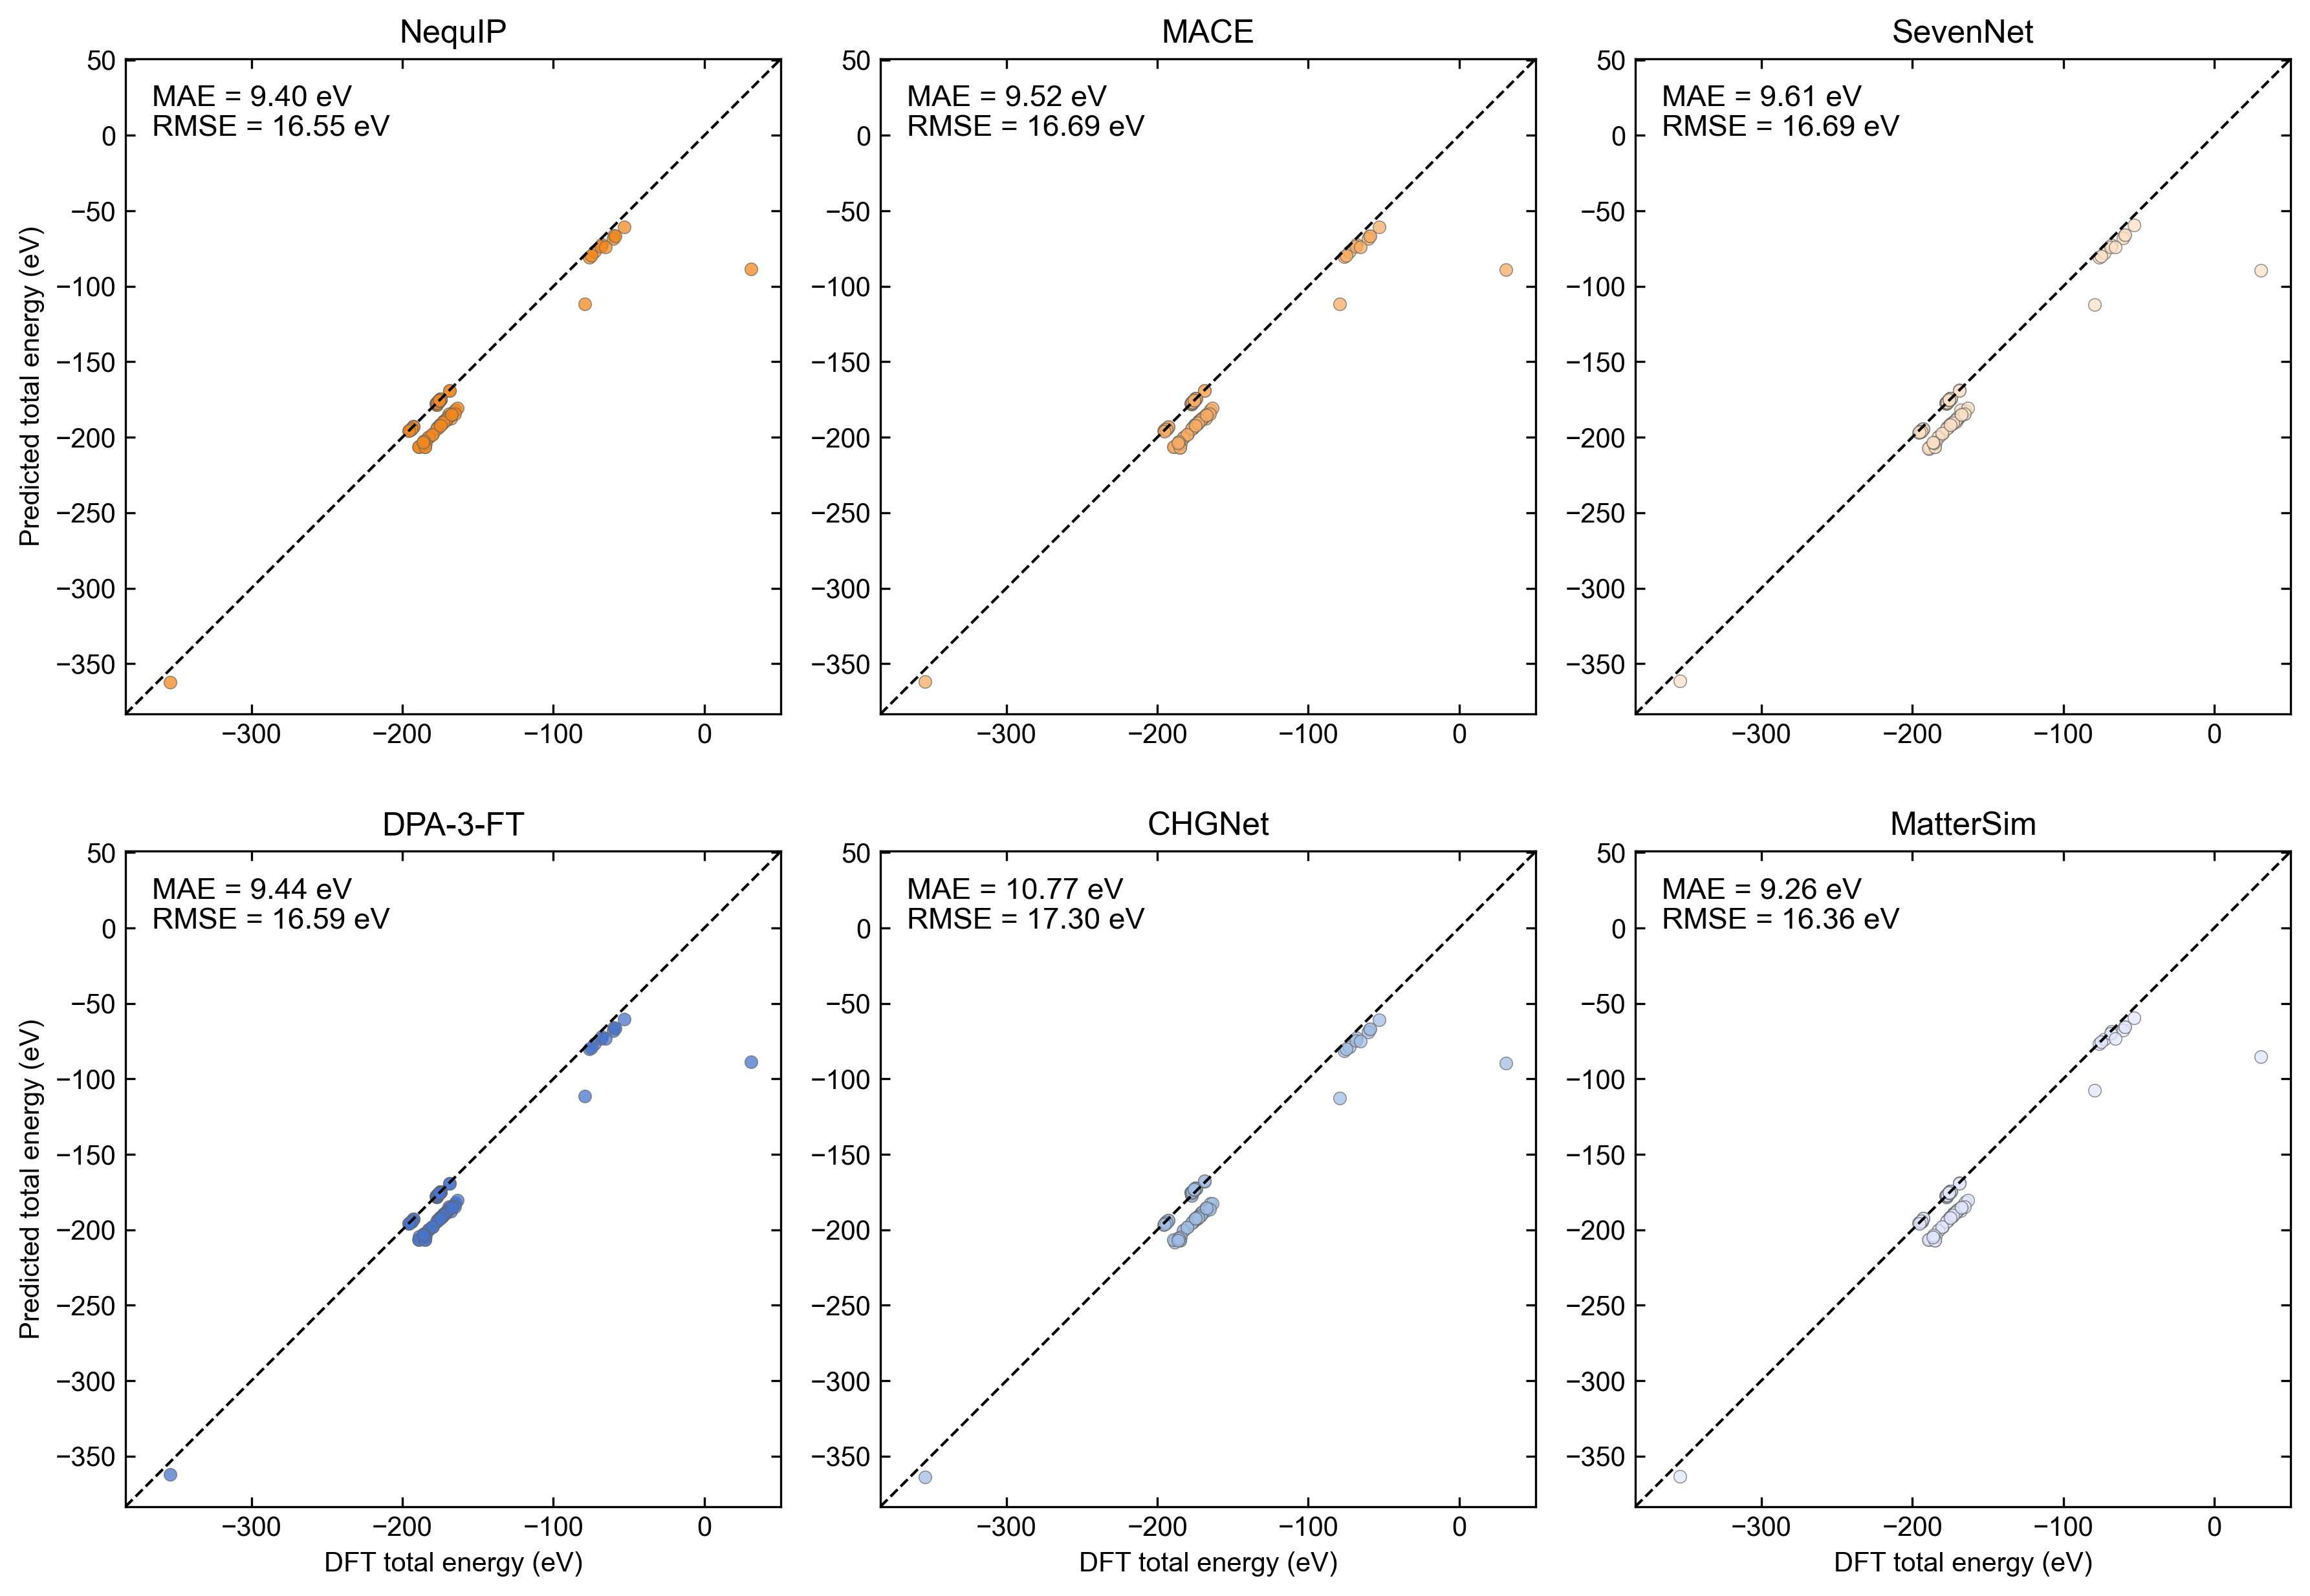 NequIP
MACE
SevenNet
MAE = 9.40 eV
RMSE = 16.55 eV
MAE = 9.52 eV
RMSE = 16.69 eV
MAE = 9.61 eV
RMSE = 16.69 eV
Predicted total energy (eV)
50
0
−50
−100
−150
−200
−250
−300
−350
50
0
−50
−100
−150
−200
−250
−300
−350
50
0
−50
−100
−150
−200
−250
−300
−350
−300 −200 −100 0
−300 −200 −100 0
−300 −200 −100 0
DPA-3-FT
CHGNet
MatterSim
MAE = 9.44 eV
RMSE = 16.59 eV
MAE = 10.77 eV
RMSE = 17.30 eV
MAE = 9.26 eV
RMSE = 16.36 eV
Predicted total energy (eV)
50
0
−50
−100
−150
−200
−250
−300
−350
50
0
−50
−100
−150
−200
−250
−300
−350
50
0
−50
−100
−150
−200
−250
−300
−350
−300 −200 −100 0
−300 −200 −100 0
−300 −200 −100 0
DFT total energy (eV)
DFT total energy (eV)
DFT total energy (eV)